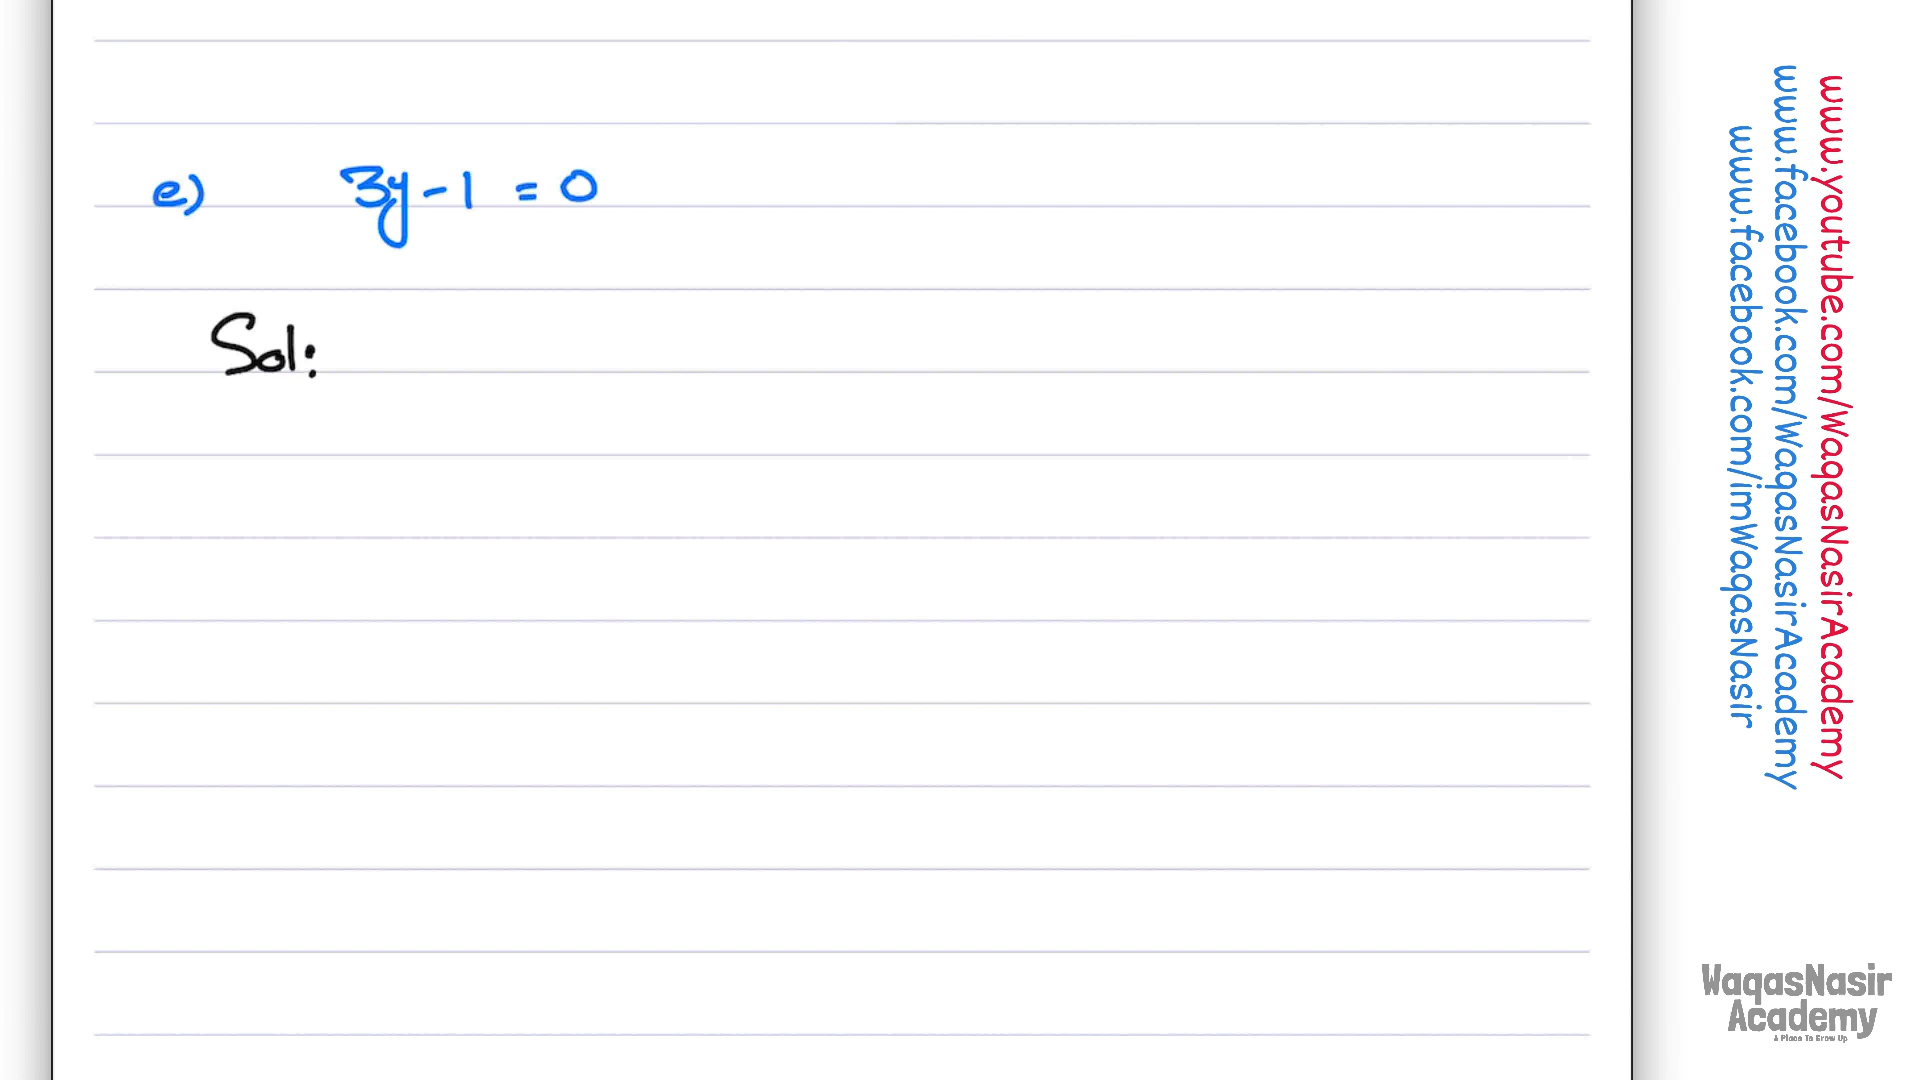 e) 3y - 1 = 0
Sol:
www.youtube.com/WaqasNasirAcademy
www.facebook.com/WaqasNasirAcademy
www.facebook.com/imWaqasNasir
WaqasNasir
Academy
A Place To Grow Up